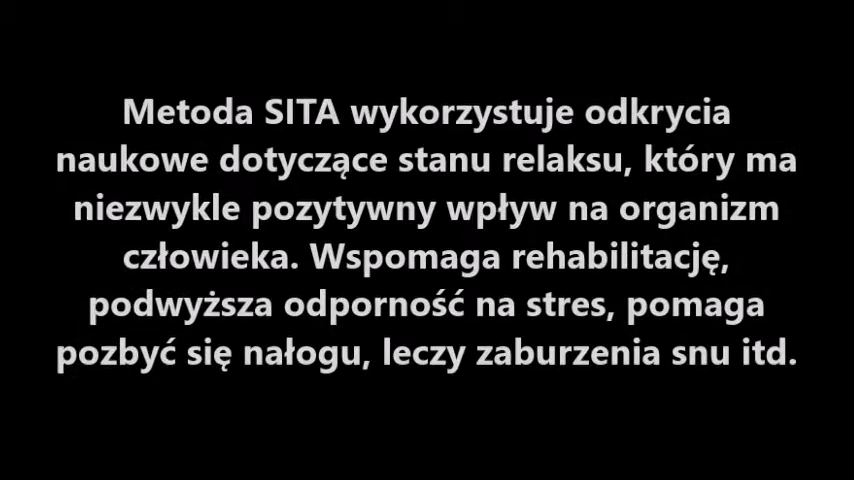 Metoda SITA wykorzystuje odkrycia
naukowe dotyczące stanu relaksu, który ma
niezwykle pozytywny wpływ na organizm
człowieka. Wspomaga rehabilitację,
podwyższa odporność na stres, pomaga
pozbyć się nałogu, leczy zaburzenia snu itd.